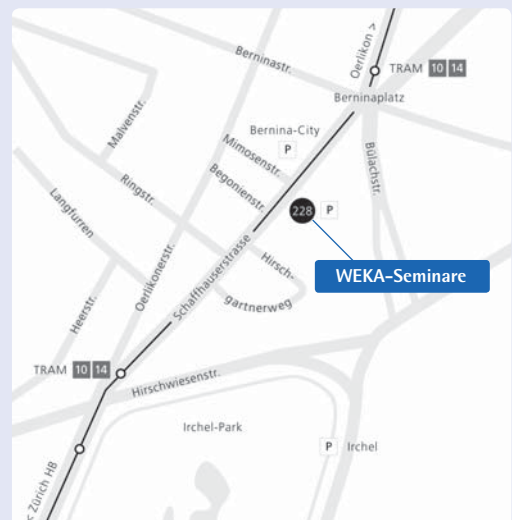 Oerlikon >
Berninastr.
TRAM 10 14
Berninaplatz
Malvenstr.
Bernina-City
P
Mimosenstr.
Bülachstr.
Begonienstr.
Ringstr.
Langfurren
228 P
Schaffhauserstrasse
Oerlikonerstr.
Hirsch-
gartnerweg
WEKA-Seminare
Heerstr.
TRAM 10 14
Hirschwiesenstr.
Irchel-Park
P Irchel
< Zürich HB